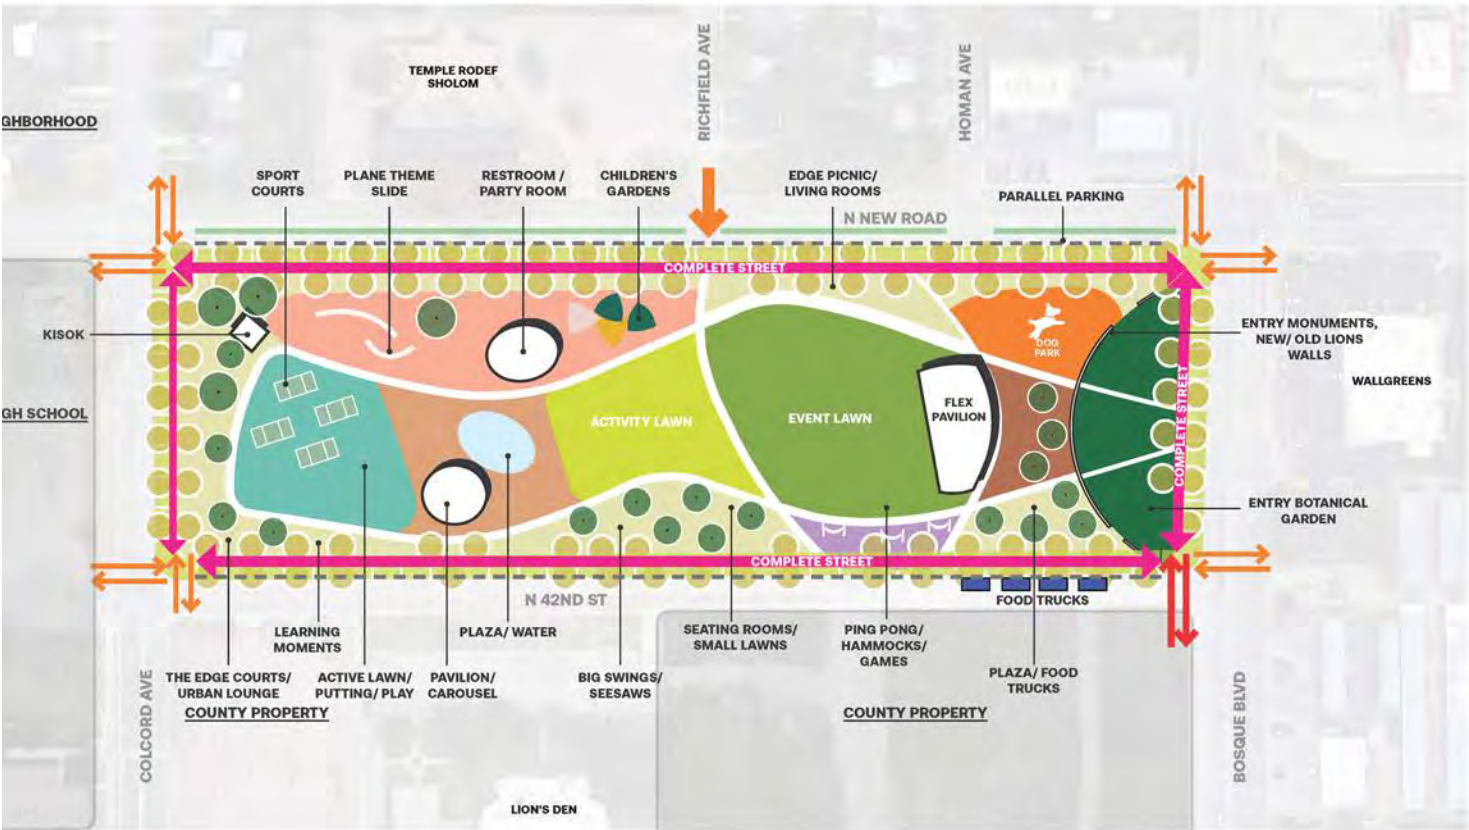 TEMPLE RODEF
SHOLOM
RICHFIELD AVE
HOMAN AVE
GHBORHOOD
SPORT
COURTS
PLANE THEME
SLIDE
RESTROOM /
PARTY ROOM
CHILDREN'S
GARDENS
EDGE PICNIC/
LIVING ROOMS
PARALLEL PARKING
N NEW ROAD
COMPLETE STREET
KISOK
DOG
PARK
ENTRY MONUMENTS,
NEW/ OLD LIONS
WALLS
WALLGREENS
GH SCHOOL
ACTIVITY LAWN
EVENT LAWN
FLEX
PAVILION
COMPLETE STREET
ENTRY BOTANICAL
GARDEN
COMPLETE STREET
N 42ND ST
FOOD TRUCKS
LEARNING
MOMENTS
PLAZA/ WATER
SEATING ROOMS/
SMALL LAWNS
PING PONG/
HAMMOCKS/
GAMES
THE EDGE COURTS/
URBAN LOUNGE
ACTIVE LAWN/
PUTTING/ PLAY
PAVILION/
CAROUSEL
BIG SWINGS/
SEESAWS
PLAZA/ FOOD
TRUCKS
COUNTY PROPERTY
COUNTY PROPERTY
COLCORD AVE
BOSQUE BLVD
LION'S DEN